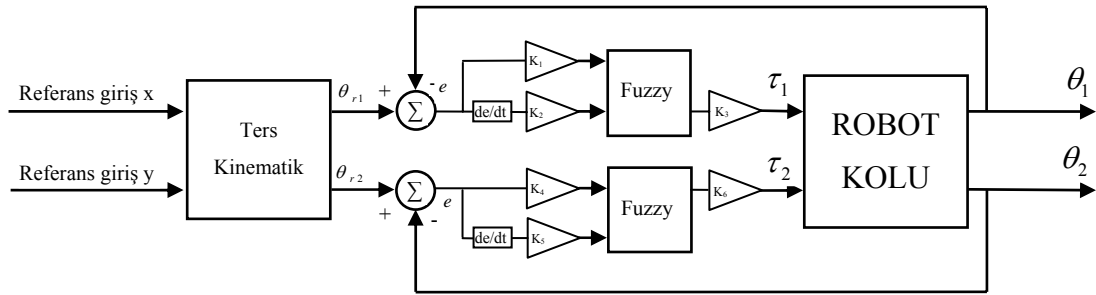 Referans giriş x
Referans giriş y
Ters
Kinematik
θr1
θr2
+
-
e
∑
K1
de/dt
K2
Fuzzy
K3
τ1
∑
+
-
e
K4
de/dt
K5
Fuzzy
K6
τ2
ROBOT
KOLU
θ1
θ2